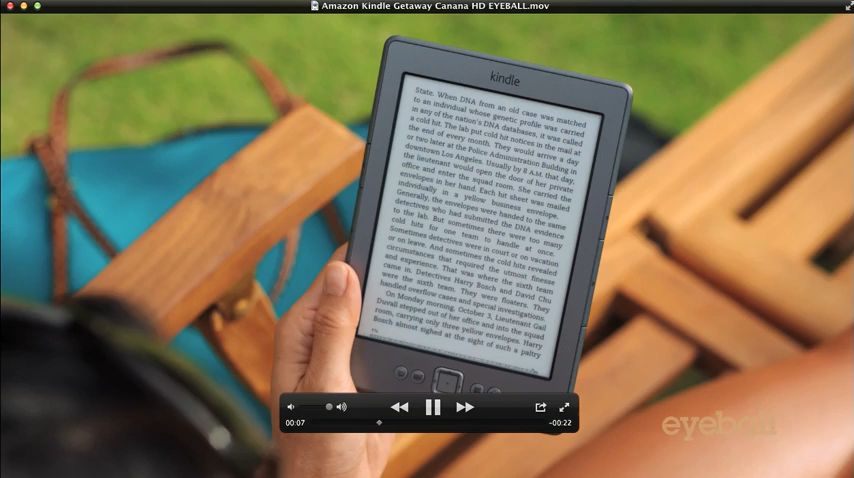 Amazon Kindle Getaway Canana HD EYEBALL.mov
kindle
State. When DNA from an old case was matched
to an individual whose genetic profile was carried
in any of the nation's DNA databases, it was called
a cold hit. The lab put cold hit notices in the mail at
the end of every month. They would arrive a day
or two later at the Police Administration Building in
downtown Los Angeles. Usually by 8 A.M. that day,
the lieutenant would open the door of her private
office and enter the squad room. She carried the
envelopes in her hand. Each hit sheet was mailed
individually in a yellow business envelope.
Generally, the envelopes were handed to the same
detectives who had submitted the DNA evidence
to the lab. But sometimes there were too many
cold hits for one team to handle at once.
Sometimes detectives were in court or on vacation
or on leave. And sometimes the cold hits revealed
circumstances that required the utmost finesse
and experience. That was where the sixth team
came in. Detectives Harry Bosch and David Chu
were the sixth team. They were floaters. They
handled overflow cases and special investigations.
On Monday morning, October 3, Lieutenant Gail
Duvall stepped out of her office and into the squad
room, carrying only three yellow envelopes. Harry
Bosch almost sighed at the sight of such a paltry
00:07
-00:22
eyeball